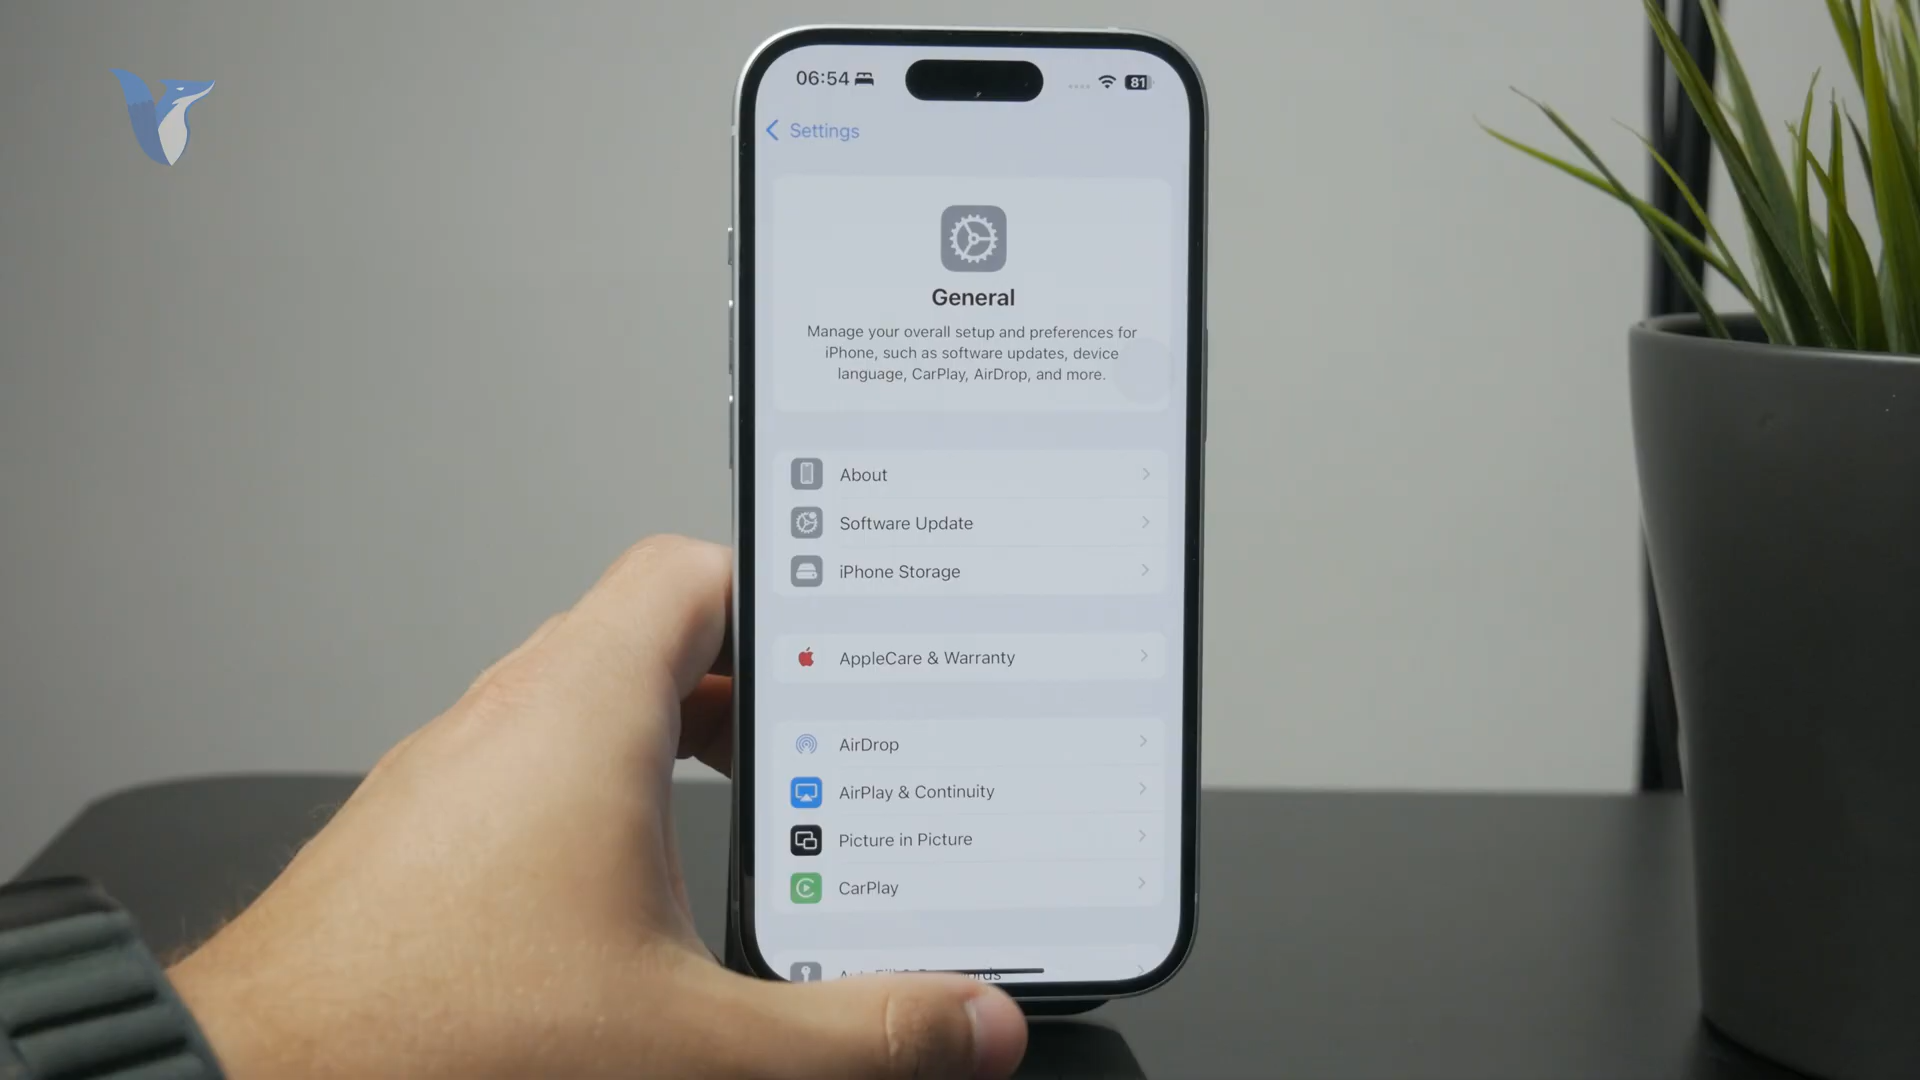 06:54
81
Settings
General
Manage your overall setup and preferences for
iPhone, such as software updates, device
language, CarPlay, AirDrop, and more.
About
Software Update
iPhone Storage
AppleCare & Warranty
AirDrop
AirPlay & Continuity
Picture in Picture
CarPlay